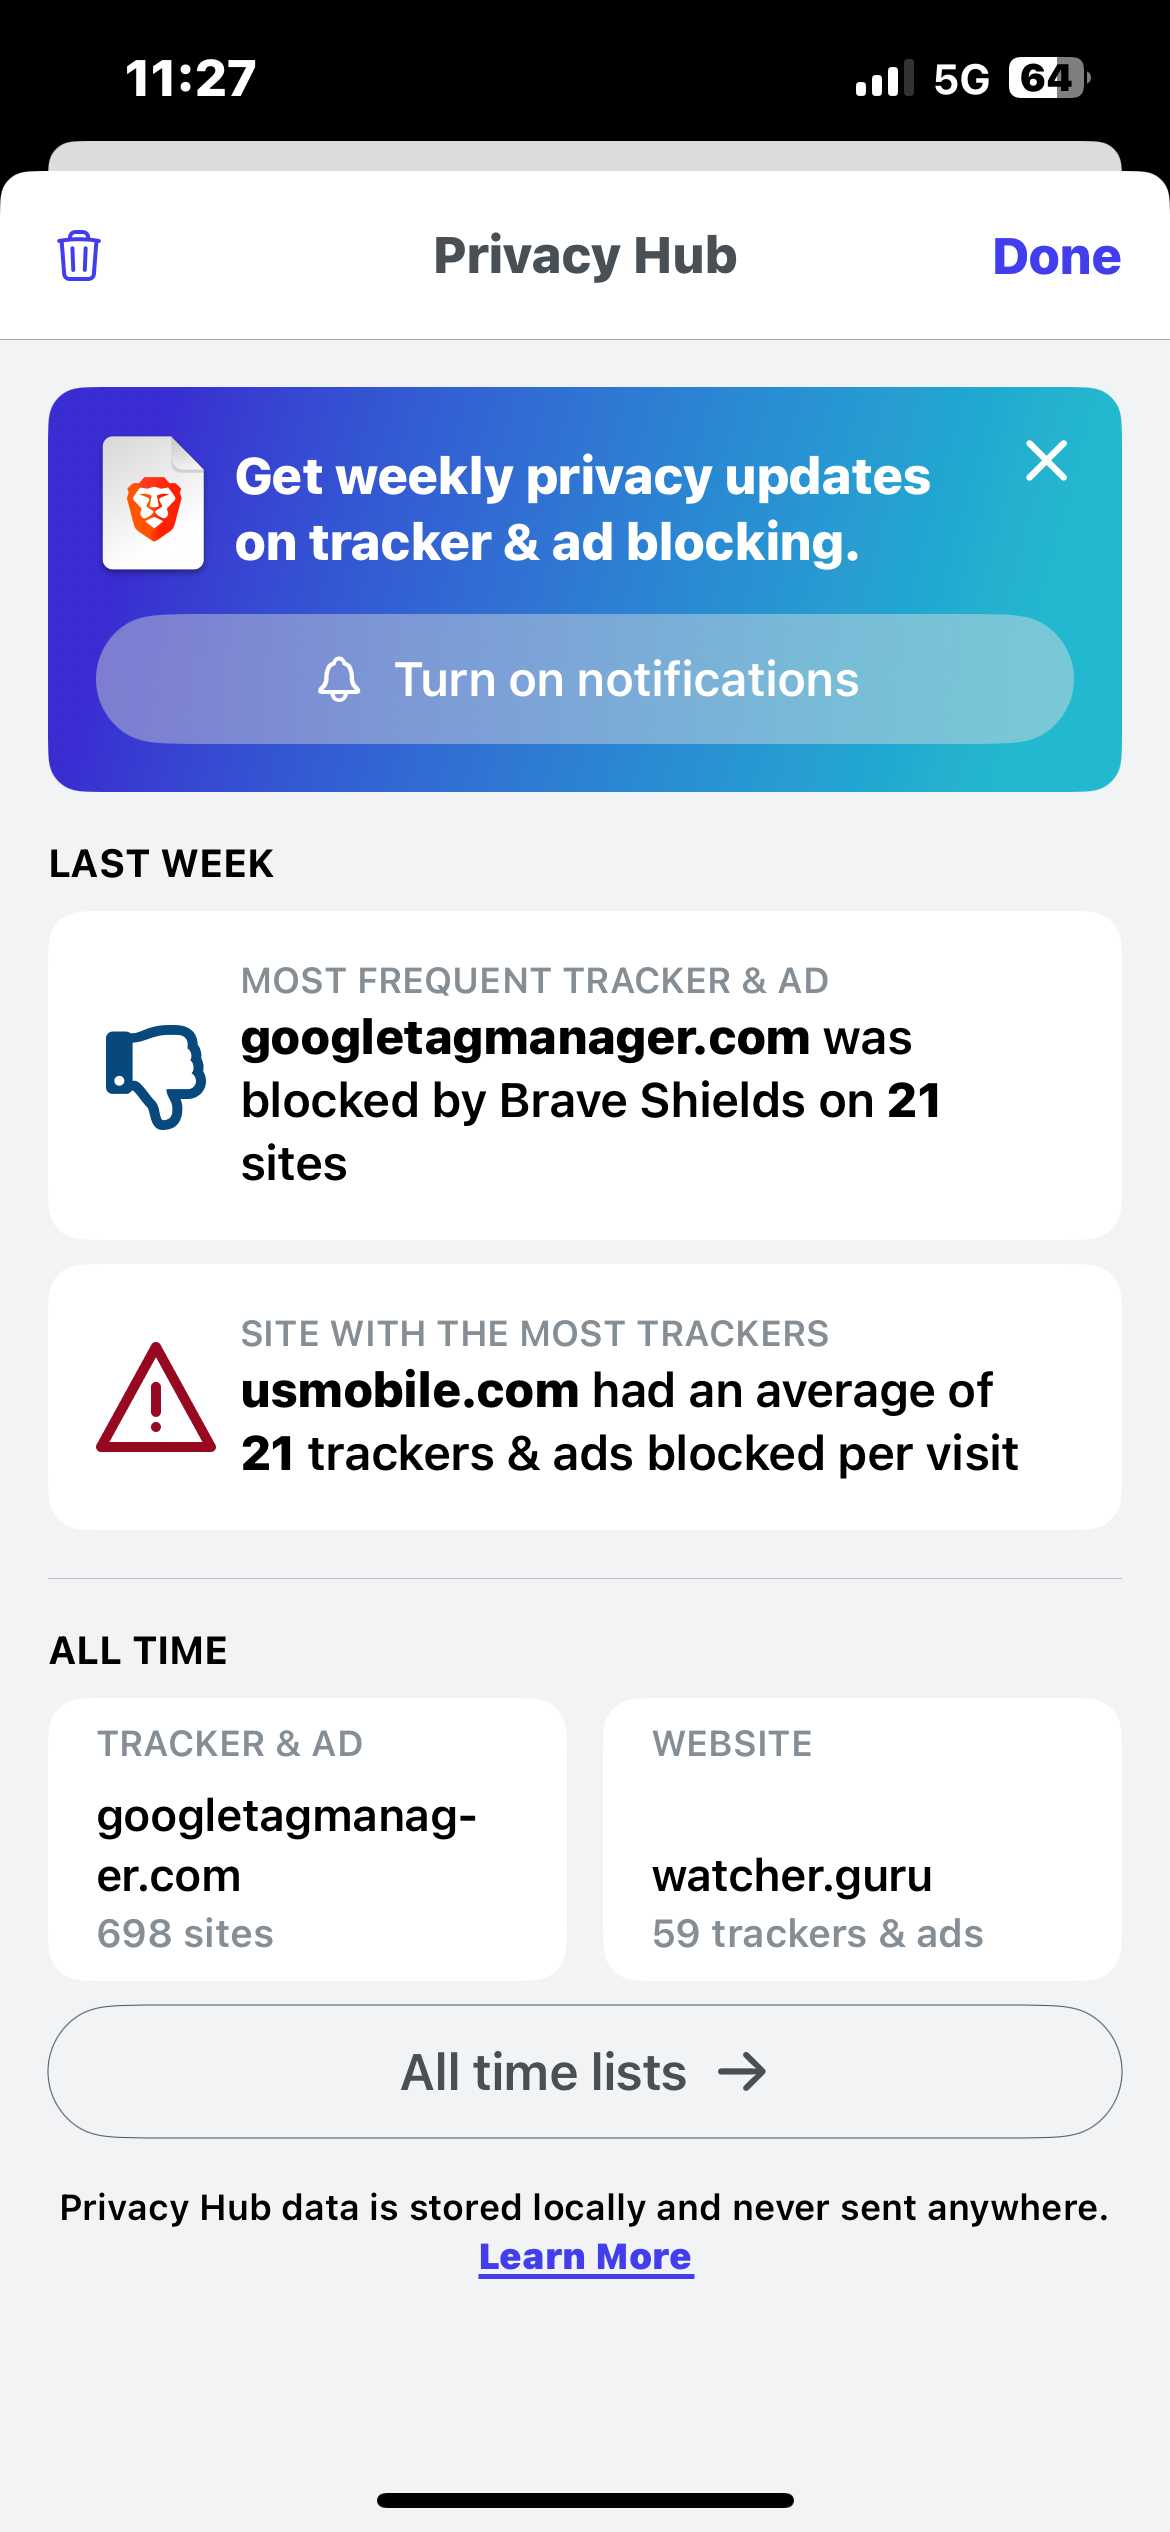 11:27
5G 64
Privacy Hub
Done
Get weekly privacy updates
on tracker & ad blocking.
Turn on notifications
LAST WEEK
MOST FREQUENT TRACKER & AD
googletagmanager.com was
blocked by Brave Shields on 21
sites
SITE WITH THE MOST TRACKERS
usmobile.com had an average of
21 trackers & ads blocked per visit
ALL TIME
TRACKER & AD
googletagmanag-
er.com
698 sites
WEBSITE
watcher.guru
59 trackers & ads
All time lists
Privacy Hub data is stored locally and never sent anywhere.
Learn More